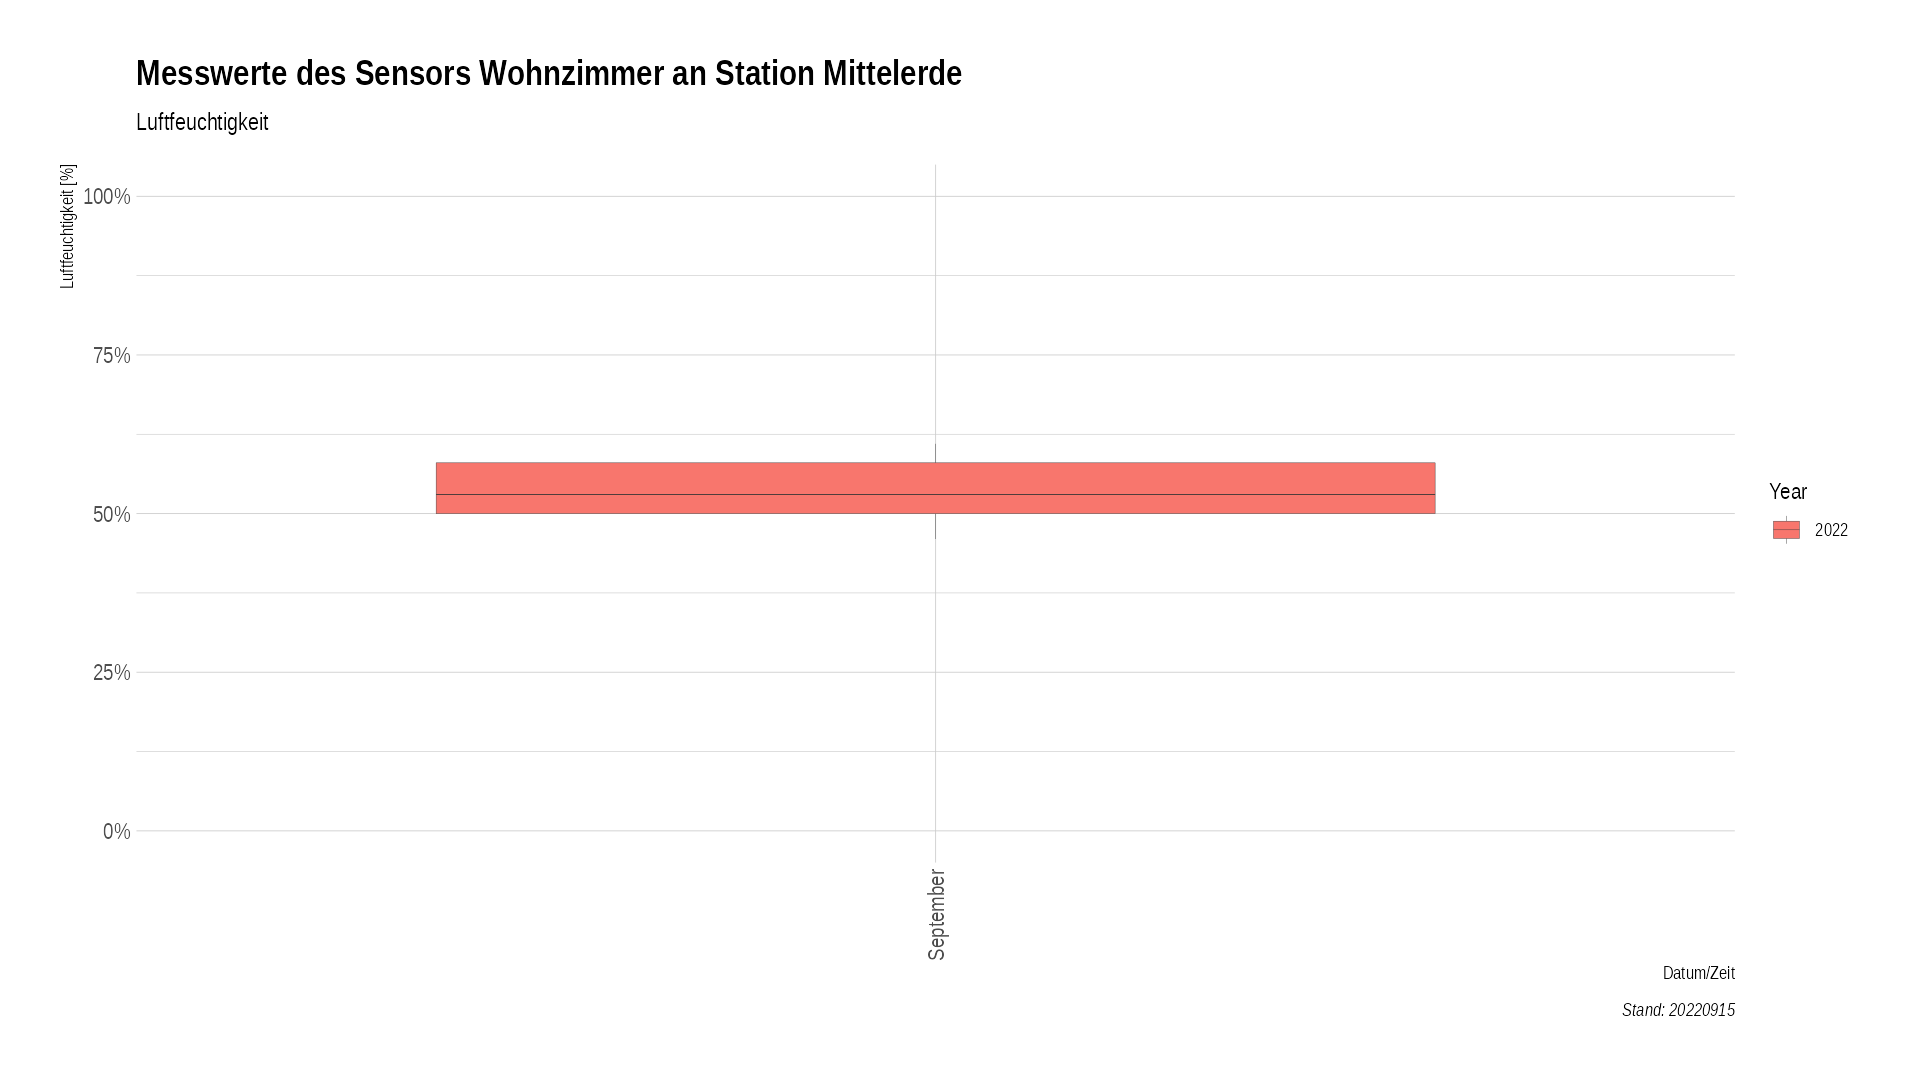 Messwerte des Sensors Wohnzimmer an Station Mittelerde
Luftfeuchtigkeit
Luftfeuchtigkeit [%]
100%
75%
50%
25%
0%
September
Datum/Zeit
Stand: 20220915
Year
2022